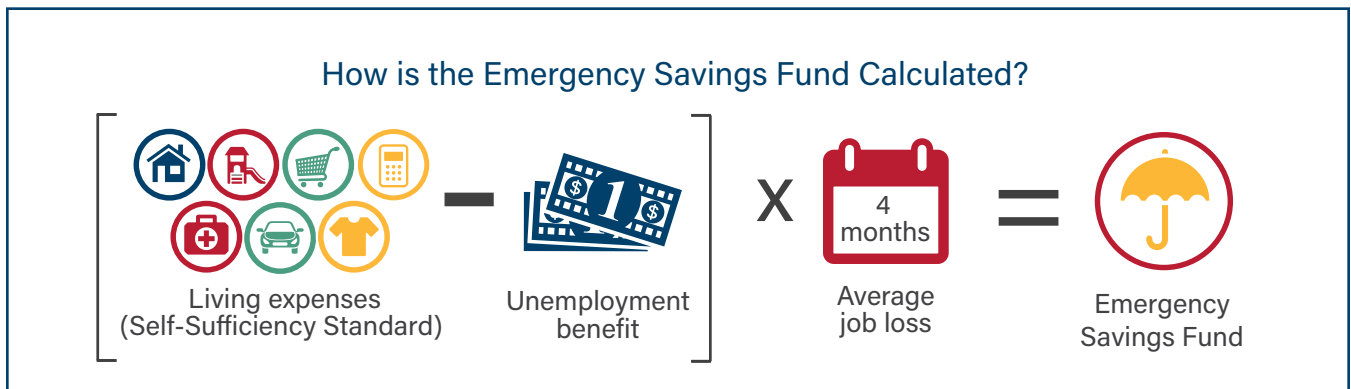 How is the Emergency Savings Fund Calculated?
[
Living expenses
(Self-Sufficiency Standard)
-
$ 1 $
Unemployment
benefit
]
X
4
months
Average
job loss
=
Emergency
Savings Fund